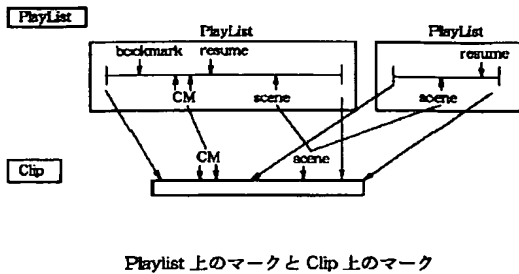 PlayList
PlayList PlayList
bookmark resume resume
CM scene scene
CM scene
Clip
Playlist 上のマークと Clip 上のマーク